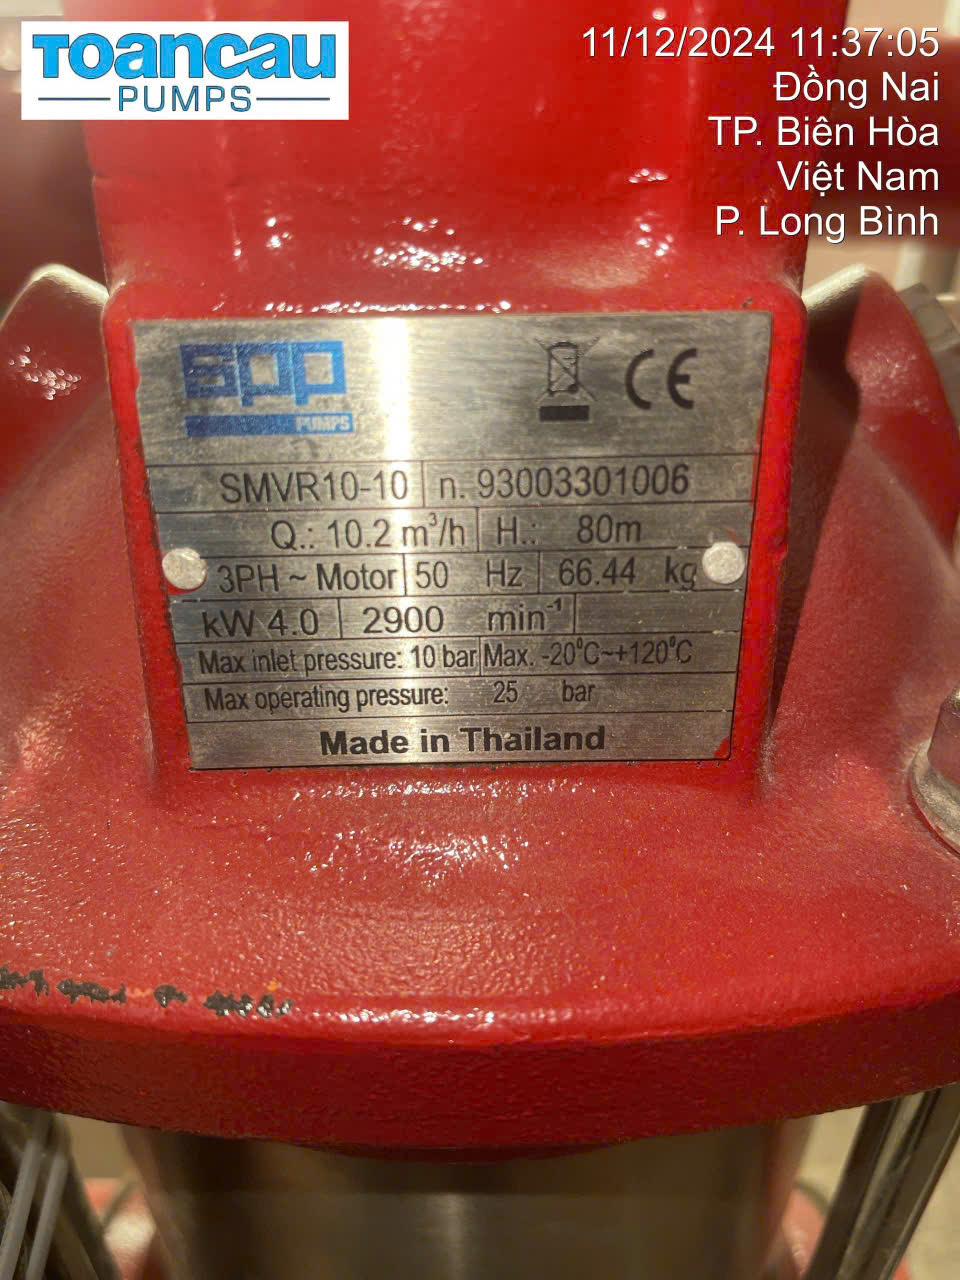 Toancau
PUMPS
11/12/2024 11:37:05
Đồng Nai
TP. Biên Hòa
Việt Nam
P. Long Bình
spp
PUMPS
CE
SMVR10-10 n. 93003301006
Q.: 10.2 m³/h H.: 80m
3PH ~ Motor 50 Hz 66.44 kg
kW 4.0 2900 min⁻¹
Max inlet pressure: 10 bar Max. -20°C~+120°C
Max operating pressure: 25 bar
Made in Thailand